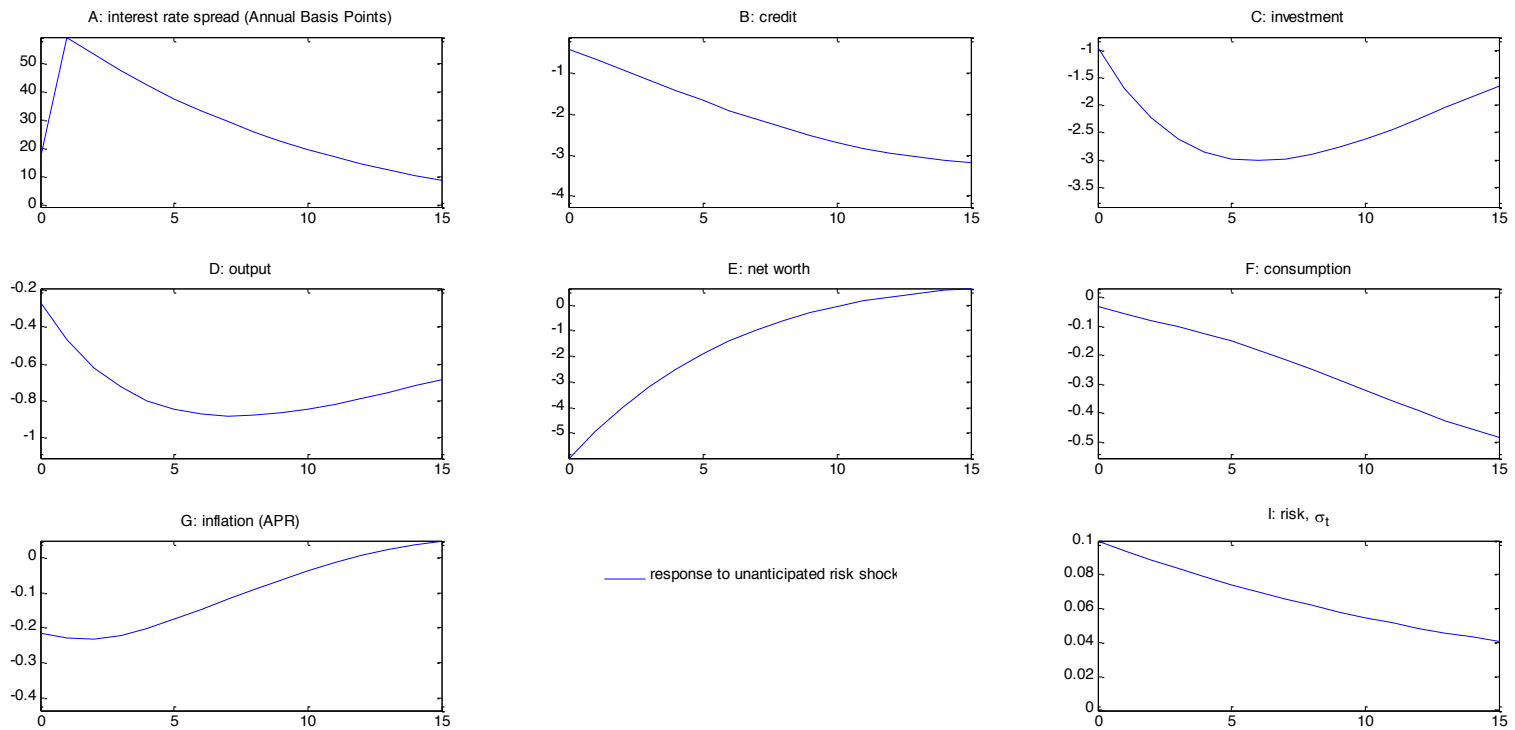 A: interest rate spread (Annual Basis Points)
60
50
40
30
20
10
0
0 5 10 15
B: credit
-1
-2
-3
-4
0 5 10 15
C: investment
-1
-1.5
-2
-2.5
-3
-3.5
0 5 10 15
D: output
-0.2
-0.4
-0.6
-0.8
-1
0 5 10 15
E: net worth
0
-1
-2
-3
-4
-5
0 5 10 15
F: consumption
0
-0.1
-0.2
-0.3
-0.4
-0.5
0 5 10 15
G: inflation (APR)
0
-0.1
-0.2
-0.3
-0.4
0 5 10 15
response to unanticipated risk shock
I: risk, σt
0.1
0.08
0.06
0.04
0.02
0
0 5 10 15